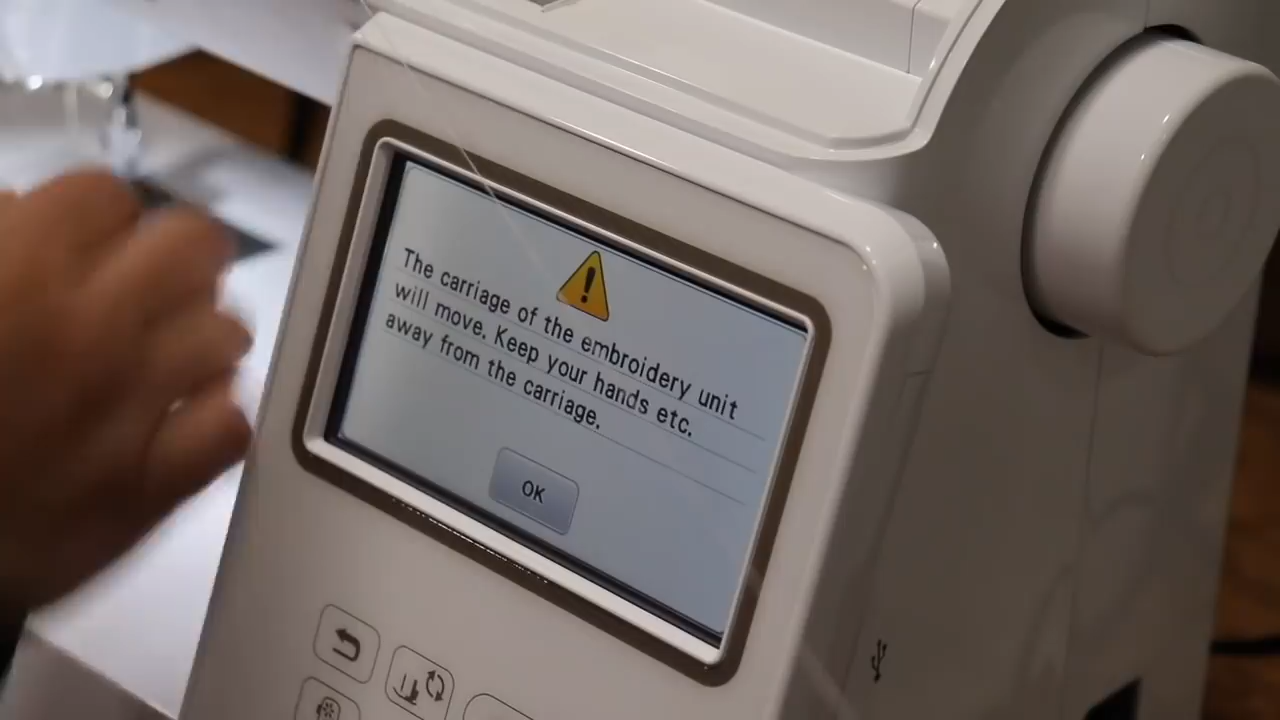 The carriage of the embroidery unit
will move. Keep your hands etc.
away from the carriage.
OK